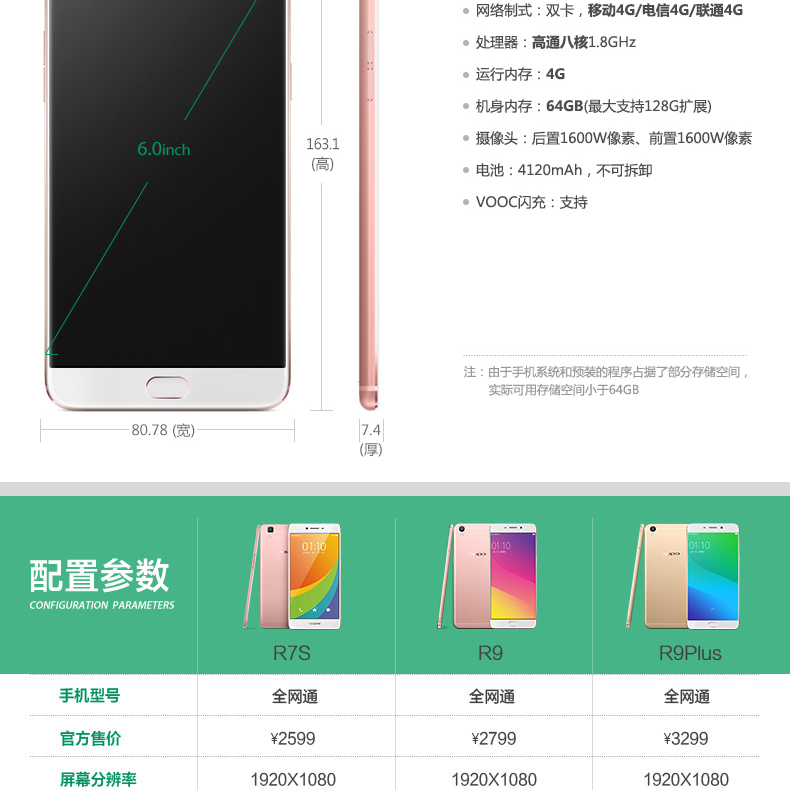 网络制式：双卡，移动4G/电信4G/联通4G
处理器：高通八核1.8GHz
运行内存：4G
机身内存：64GB(最大支持128G扩展)
摄像头：后置1600W像素、前置1600W像素
电池：4120mAh，不可拆卸
VOOC闪充：支持
6.0inch
163.1
(高)
注：由于手机系统和预装的程序占据了部分存储空间，
实际可用存储空间小于64GB
80.78 (宽)
7.4
(厚)
配置参数
CONFIGURATION PARAMETERS
01:10
01:10
01:10
R7S
R9
R9Plus
手机型号
全网通
全网通
全网通
官方售价
¥2599
¥2799
¥3299
屏幕分辨率
1920X1080
1920X1080
1920X1080